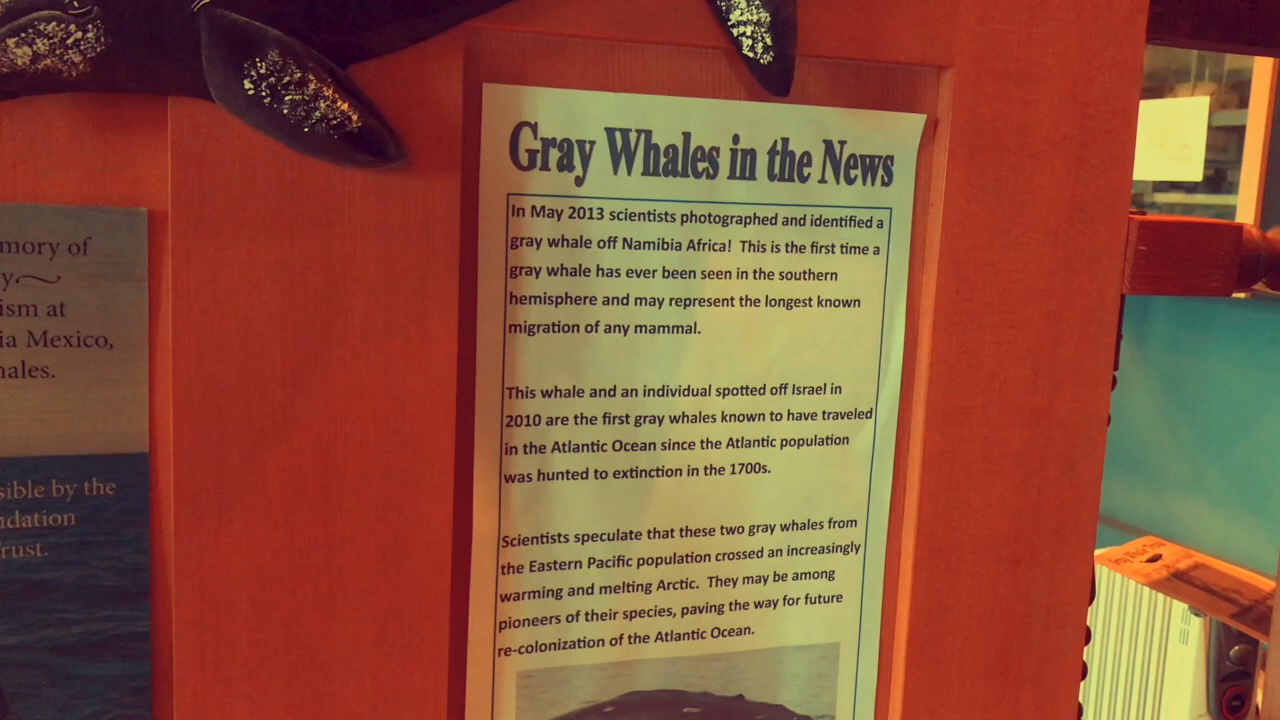 Gray Whales in the News
In May 2013 scientists photographed and identified a
gray whale off Namibia Africa! This is the first time a
gray whale has ever been seen in the southern
hemisphere and may represent the longest known
migration of any mammal.
This whale and an individual spotted off Israel in
2010 are the first gray whales known to have traveled
in the Atlantic Ocean since the Atlantic population
was hunted to extinction in the 1700s.
Scientists speculate that these two gray whales from
the Eastern Pacific population crossed an increasingly
warming and melting Arctic. They may be among
pioneers of their species, paving the way for future
re-colonization of the Atlantic Ocean.
mory of
y
ism at
ia Mexico,
ales.
sible by the
ndation
rust.